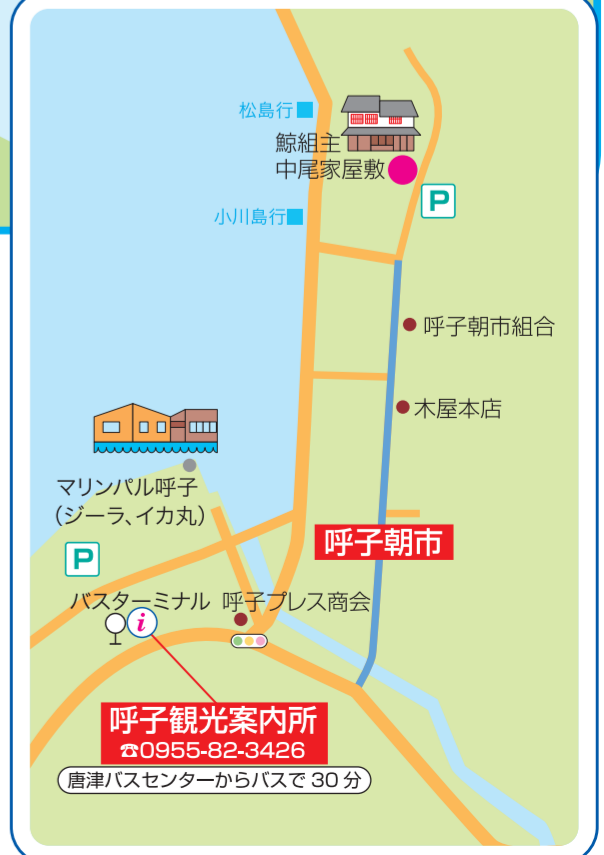 松島行
鯨組主
中尾家屋敷
P
小川島行
呼子朝市組合
木屋本店
マリンパル呼子
(ジーラ、イカ丸)
呼子朝市
P
バスターミナル
呼子プレス商会
i
呼子観光案内所
☎0955-82-3426
唐津バスセンターからバスで30分